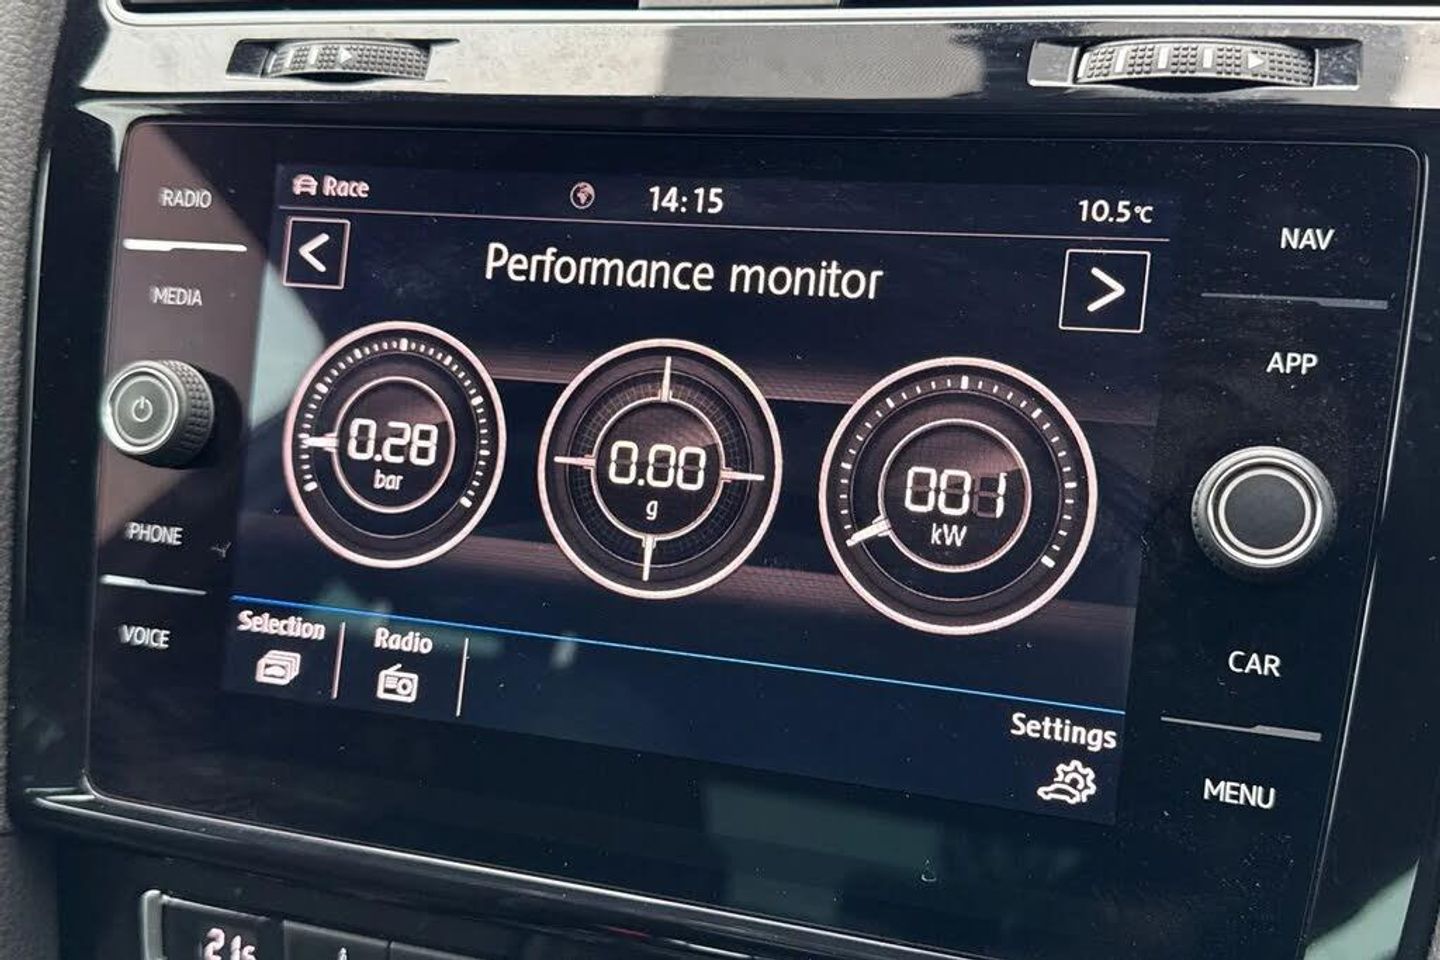 RADIO
MEDIA
PHONE
VOICE
Race
14:15
10.5°C
Performance monitor
0.28
bar
0.00
g
001
kW
Selection
Radio
Settings
NAV
APP
CAR
MENU